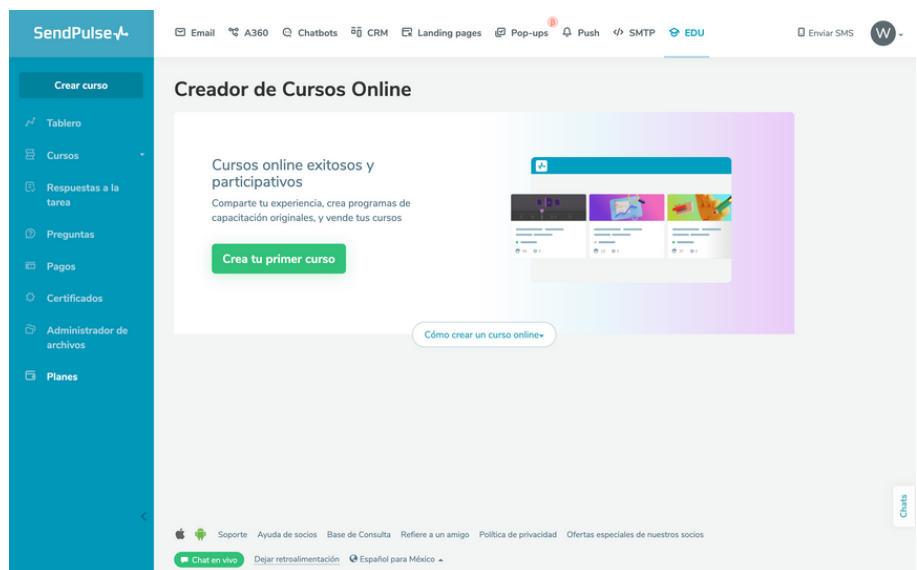 SendPulse
Email A360 Chatbots CRM Landing pages Pop-ups β Push SMTP EDU Enviar SMS W
Crear curso
Tablero
Cursos
Respuestas a la
tarea
Preguntas
Pagos
Certificados
Administrador de
archivos
Planes
Creador de Cursos Online
Cursos online exitosos y
participativos
Comparte tu experiencia, crea programas de
capacitación originales, y vende tus cursos
Crea tu primer curso
Cómo crear un curso online
Chats
Soporte Ayuda de socios Base de Consulta Refiere a un amigo Política de privacidad Ofertas especiales de nuestros socios
Chat en vivo Dejar retroalimentación Español para México